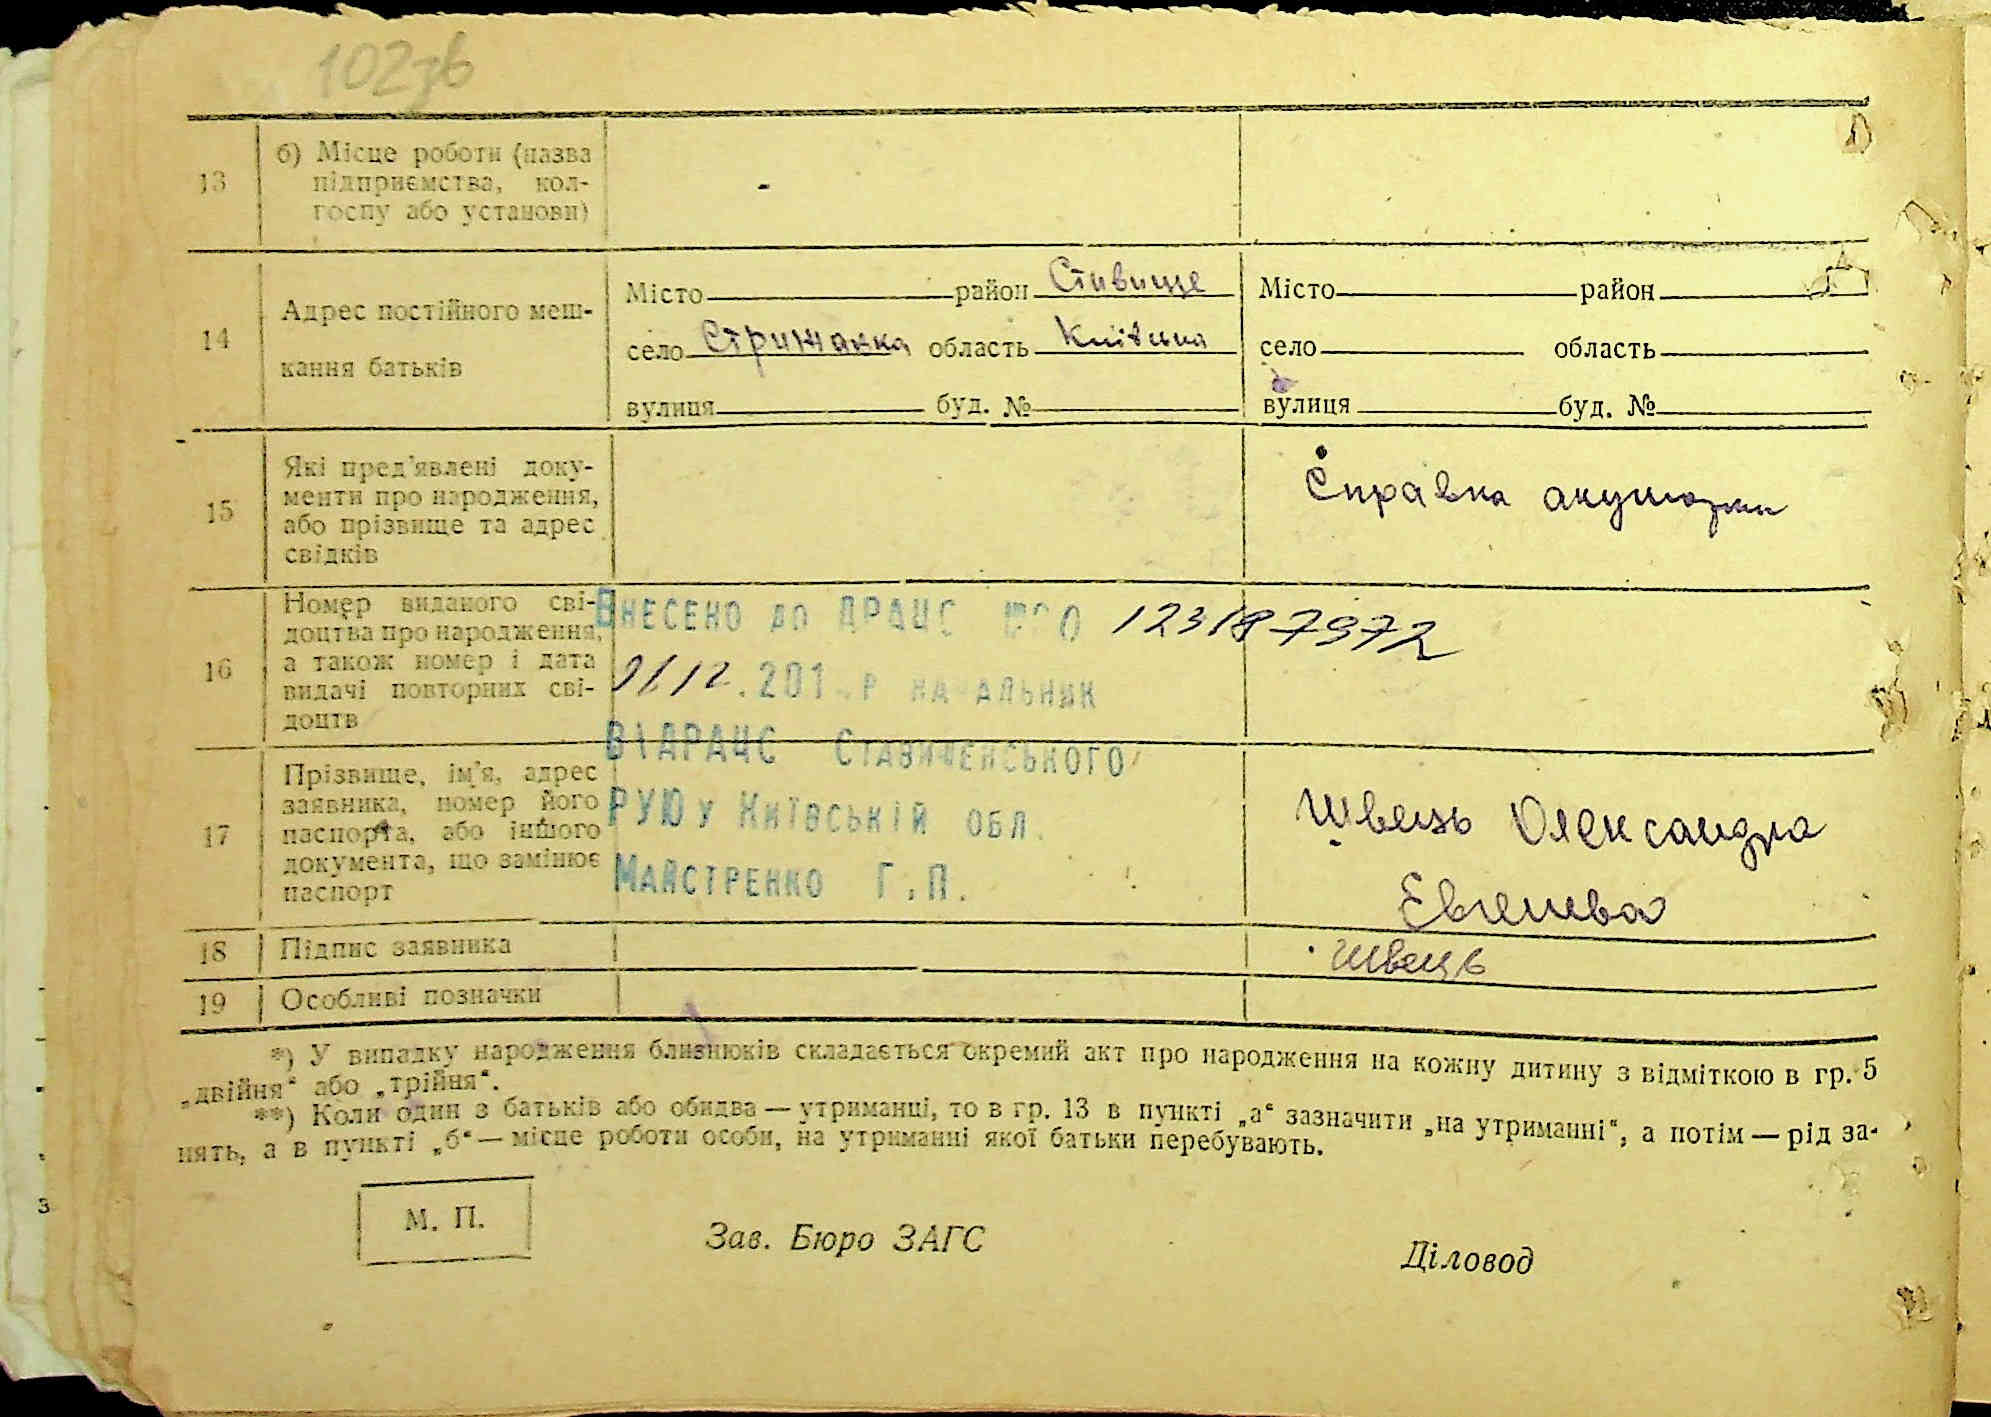 102зв
13
б) Місце роботи (назва
підприємства, кол-
госпу або установи)
-
14
Адрес постійного меш-
кання батьків
Місто район Стивище
село Стрижавка область Київська
вулиця буд. №
Місто район
село область
вулиця буд. №
15
Які пред'явлені доку-
менти про народження,
або прізвище та адрес
свідків
Справка акушорки
16
Номер виданого сві-
доцтва про народження,
а також номер і дата
видачі повторних сві-
доцтв
Внесено до ДРАЦС 12318 7972
12.201 р начальник
ВІДРАЦС Ставищенського
РУЮ у Київській обл.
Майстренко Г.П.
17
Прізвище, ім'я, адрес
заявника, номер його
паспорта, або іншого
документа, що замінює
паспорт
Швець Олександра
18
Підпис заявника
Швець
19
Особливі позначки
*) У випадку народження близнюків складається окремий акт про народження на кожну дитину з відміткою в гр. 5
„двійня“ або „трійня“.
**) Коли один з батьків або обидва — утриманці, то в гр. 13 в пункті „а“ зазначити „на утриманні“, а потім — рід за-
нять, а в пункті „б“ — місце роботи особи, на утриманні якої батьки перебувають.
М. П.
Зав. Бюро ЗАГС
Діловод